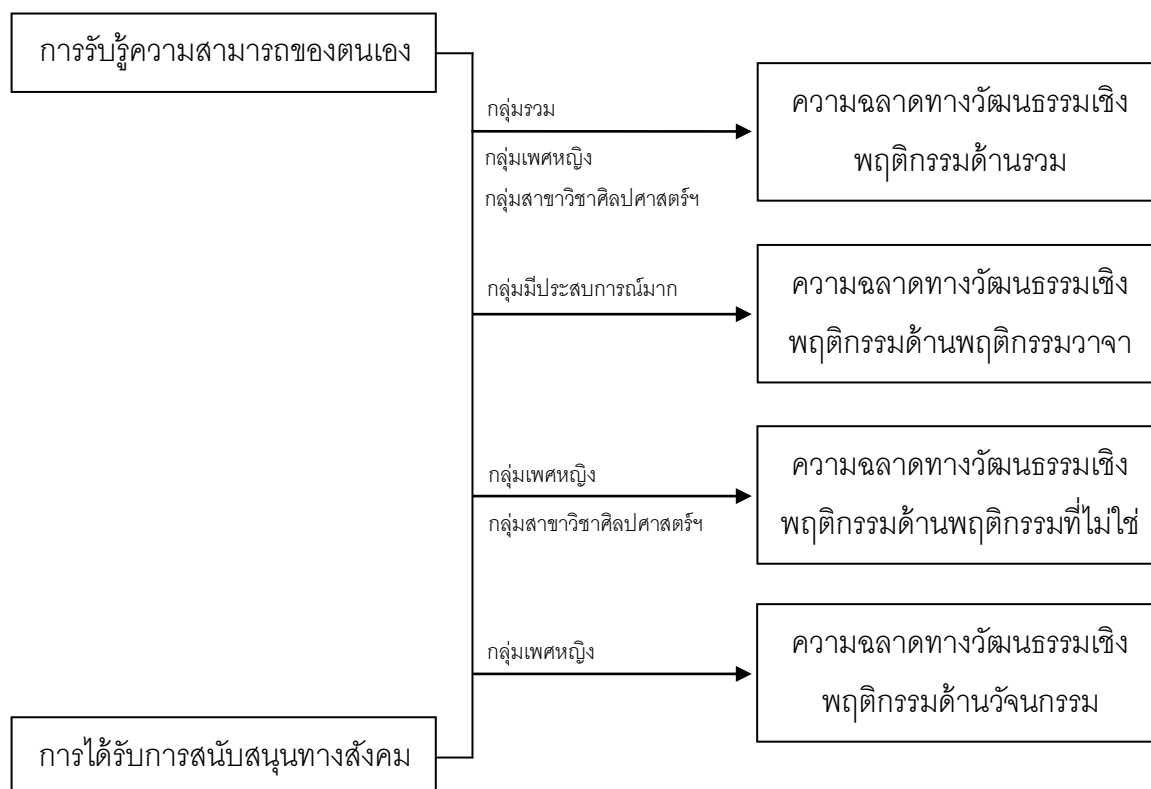 การรับรู้ความสามารถของตนเอง
กลุ่มรวม
กลุ่มเพศหญิง
กลุ่มสาขาวิชาศิลปศาสตร์ฯ
ความฉลาดทางวัฒนธรรมเชิง
พฤติกรรมด้านรวม
กลุ่มมีประสบการณ์มาก
ความฉลาดทางวัฒนธรรมเชิง
พฤติกรรมด้านพฤติกรรมวาจา
กลุ่มเพศหญิง
กลุ่มสาขาวิชาศิลปศาสตร์ฯ
ความฉลาดทางวัฒนธรรมเชิง
พฤติกรรมด้านพฤติกรรมที่ไม่ใช่
กลุ่มเพศหญิง
ความฉลาดทางวัฒนธรรมเชิง
พฤติกรรมด้านวัจนกรรม
การได้รับการสนับสนุนทางสังคม